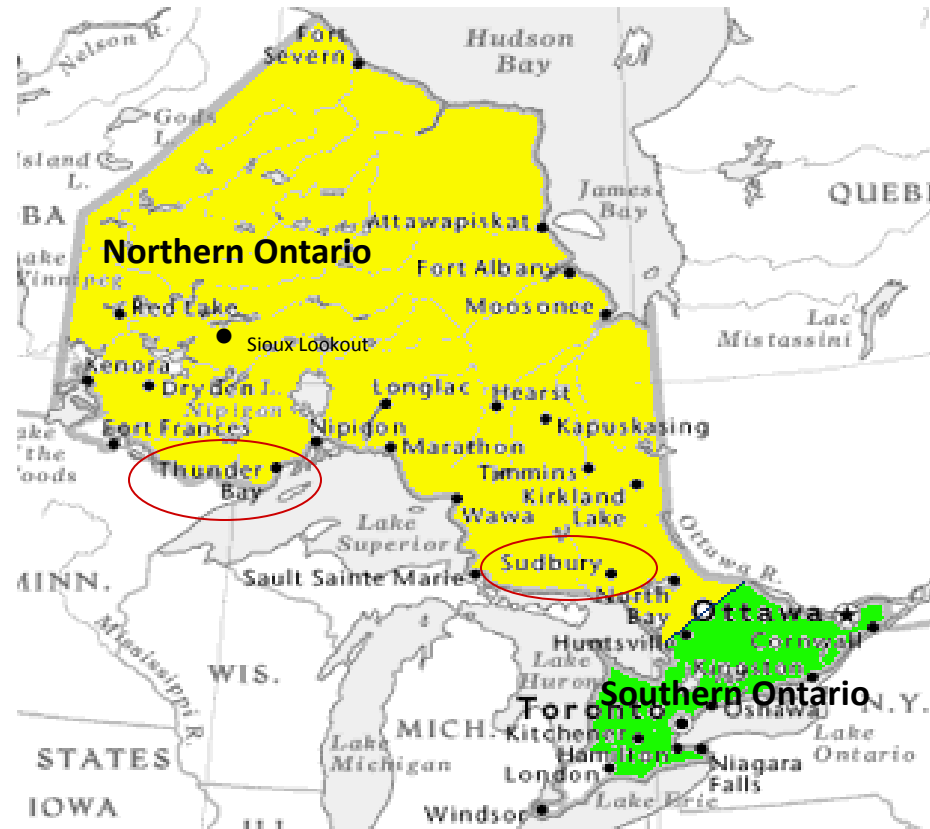 Nelson R.
Fort
Severn
Hudson
Bay
Gods
L.
Island
L.
BA
James
Bay
QUEBE
Attawapiskat
Northern Ontario
Lake
Winnipeg
Fort Albany
Red Lake
Moosonee
Lac
Mistassini
Sioux Lookout
Kenora
Dryden
L.
Nipigon
Longlac
Hearst
Kapuskasing
Fort Frances
Nipigon
Marathon
the
Woods
Thunder
Bay
Timmins
Kirkland
Lake
Wawa
Lake
Superior
Ottawa R.
MINN.
Sault Sainte Marie
Sudbury
North
Bay
Ottawa
Mississippi R.
Huntsville
Cornwall
WIS.
Lake
Huron
Kingston
Southern Ontario
N.Y.
Toronto
Oshawa
MICH.
Kitchener
Lake
Ontario
STATES
Lake
Michigan
Hamilton
Niagara
Falls
London
IOWA
Windsor
Lake Erie